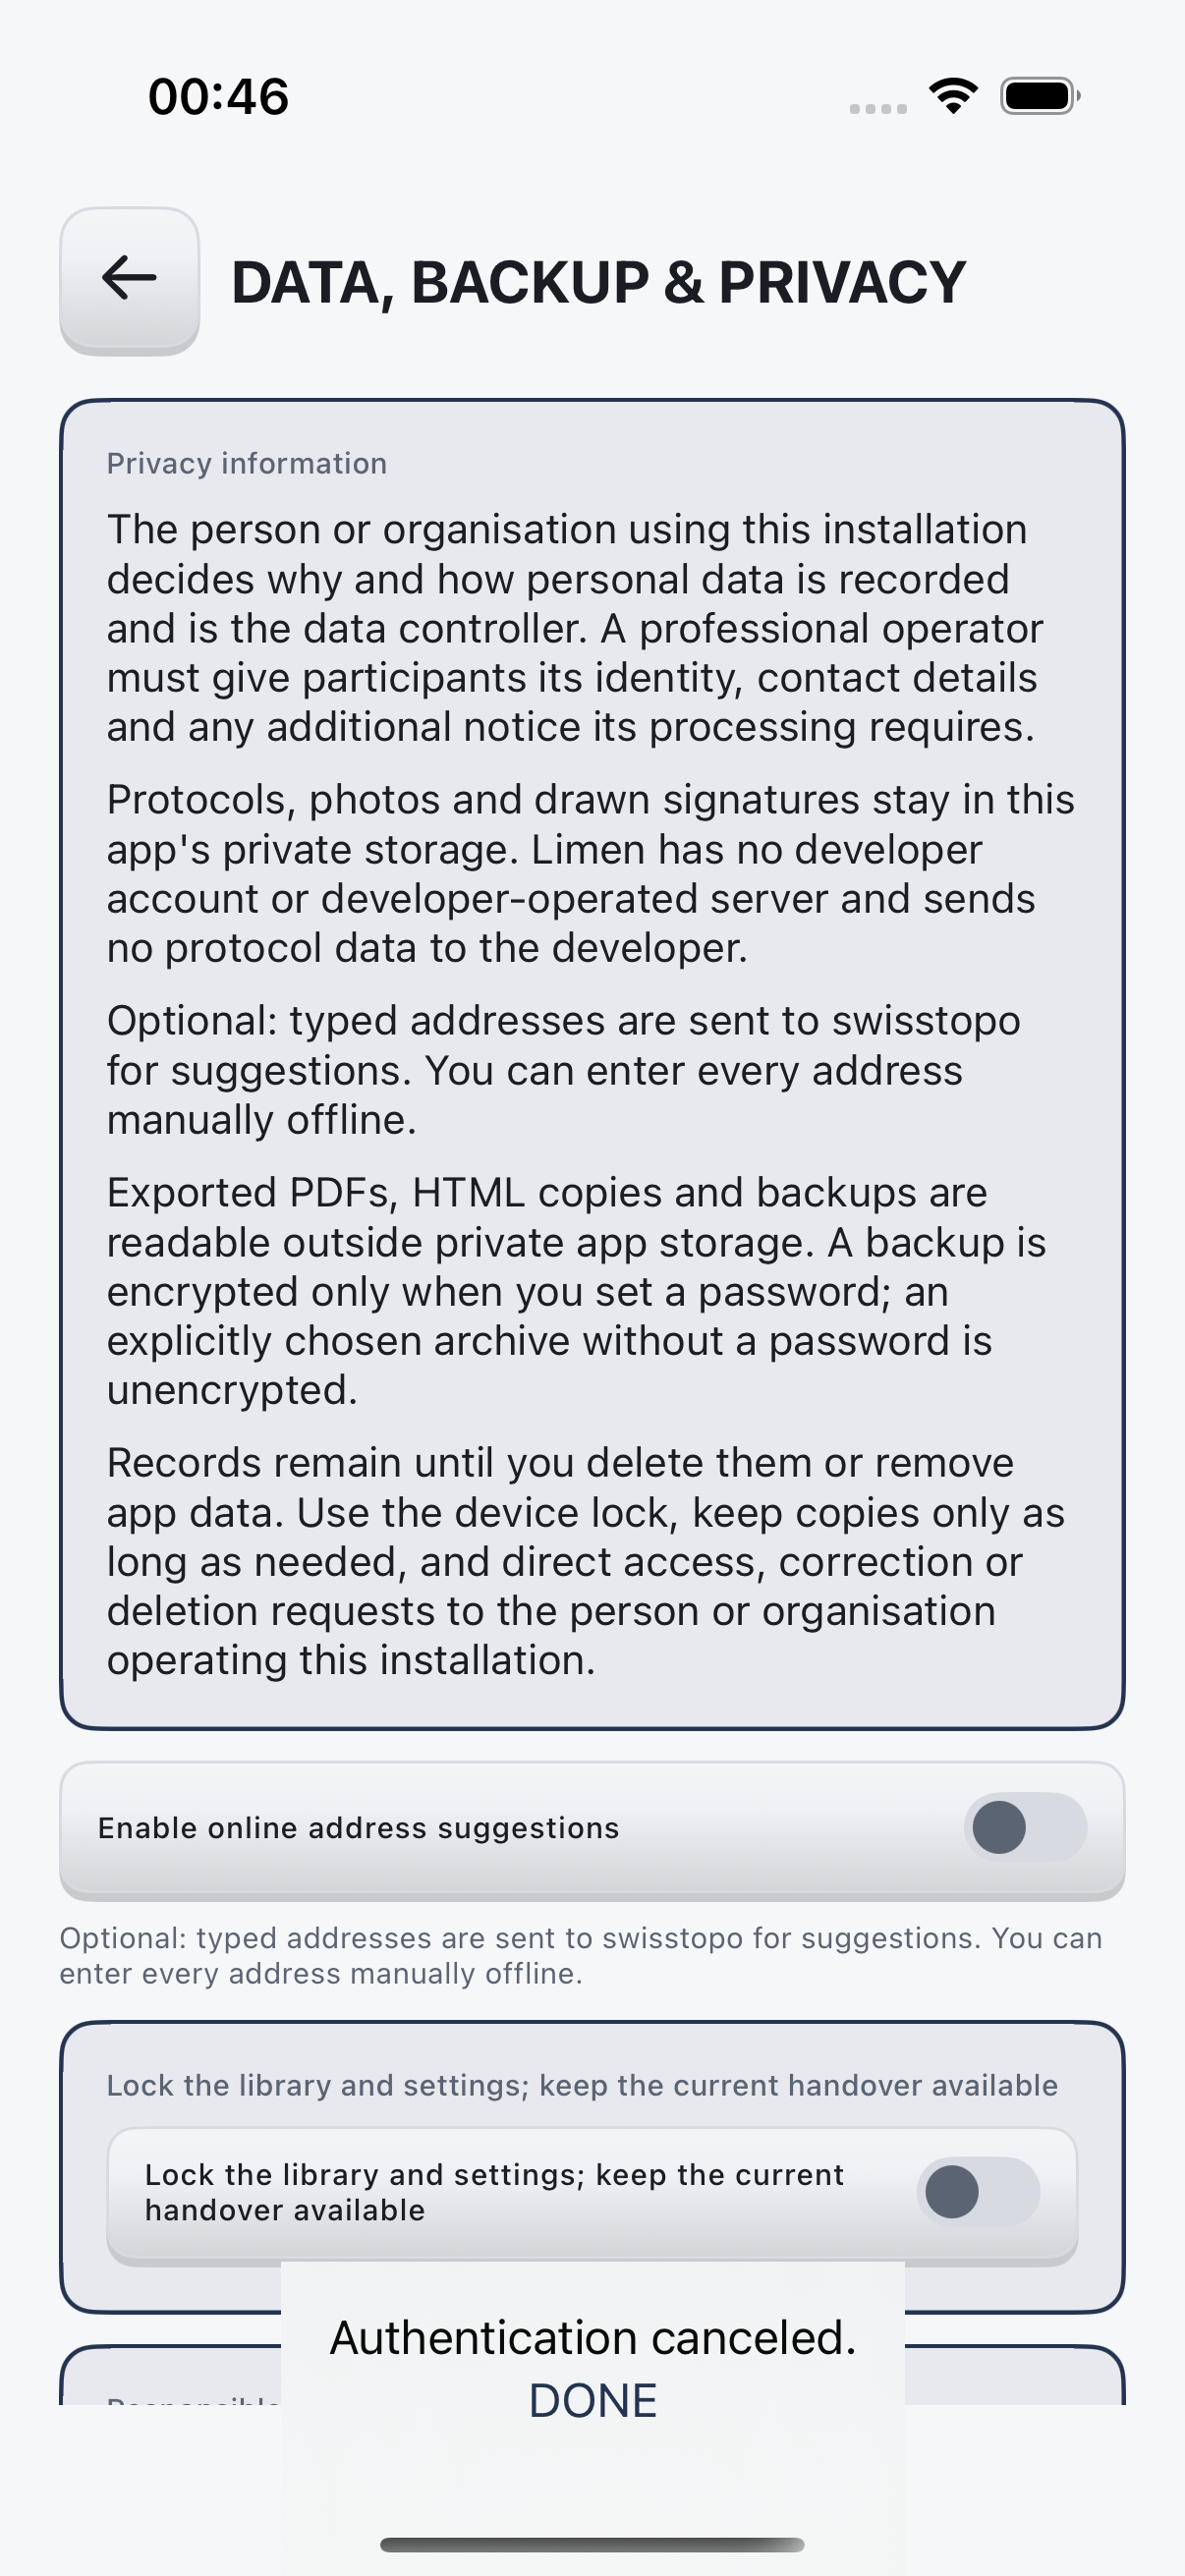 00:46
DATA, BACKUP & PRIVACY
Privacy information
The person or organisation using this installation
decides why and how personal data is recorded
and is the data controller. A professional operator
must give participants its identity, contact details
and any additional notice its processing requires.
Protocols, photos and drawn signatures stay in this
app's private storage. Limen has no developer
account or developer-operated server and sends
no protocol data to the developer.
Optional: typed addresses are sent to swisstopo
for suggestions. You can enter every address
manually offline.
Exported PDFs, HTML copies and backups are
readable outside private app storage. A backup is
encrypted only when you set a password; an
explicitly chosen archive without a password is
unencrypted.
Records remain until you delete them or remove
app data. Use the device lock, keep copies only as
long as needed, and direct access, correction or
deletion requests to the person or organisation
operating this installation.
Enable online address suggestions
Optional: typed addresses are sent to swisstopo for suggestions. You can
enter every address manually offline.
Lock the library and settings; keep the current handover available
Lock the library and settings; keep the current
handover available
Authentication canceled.
DONE